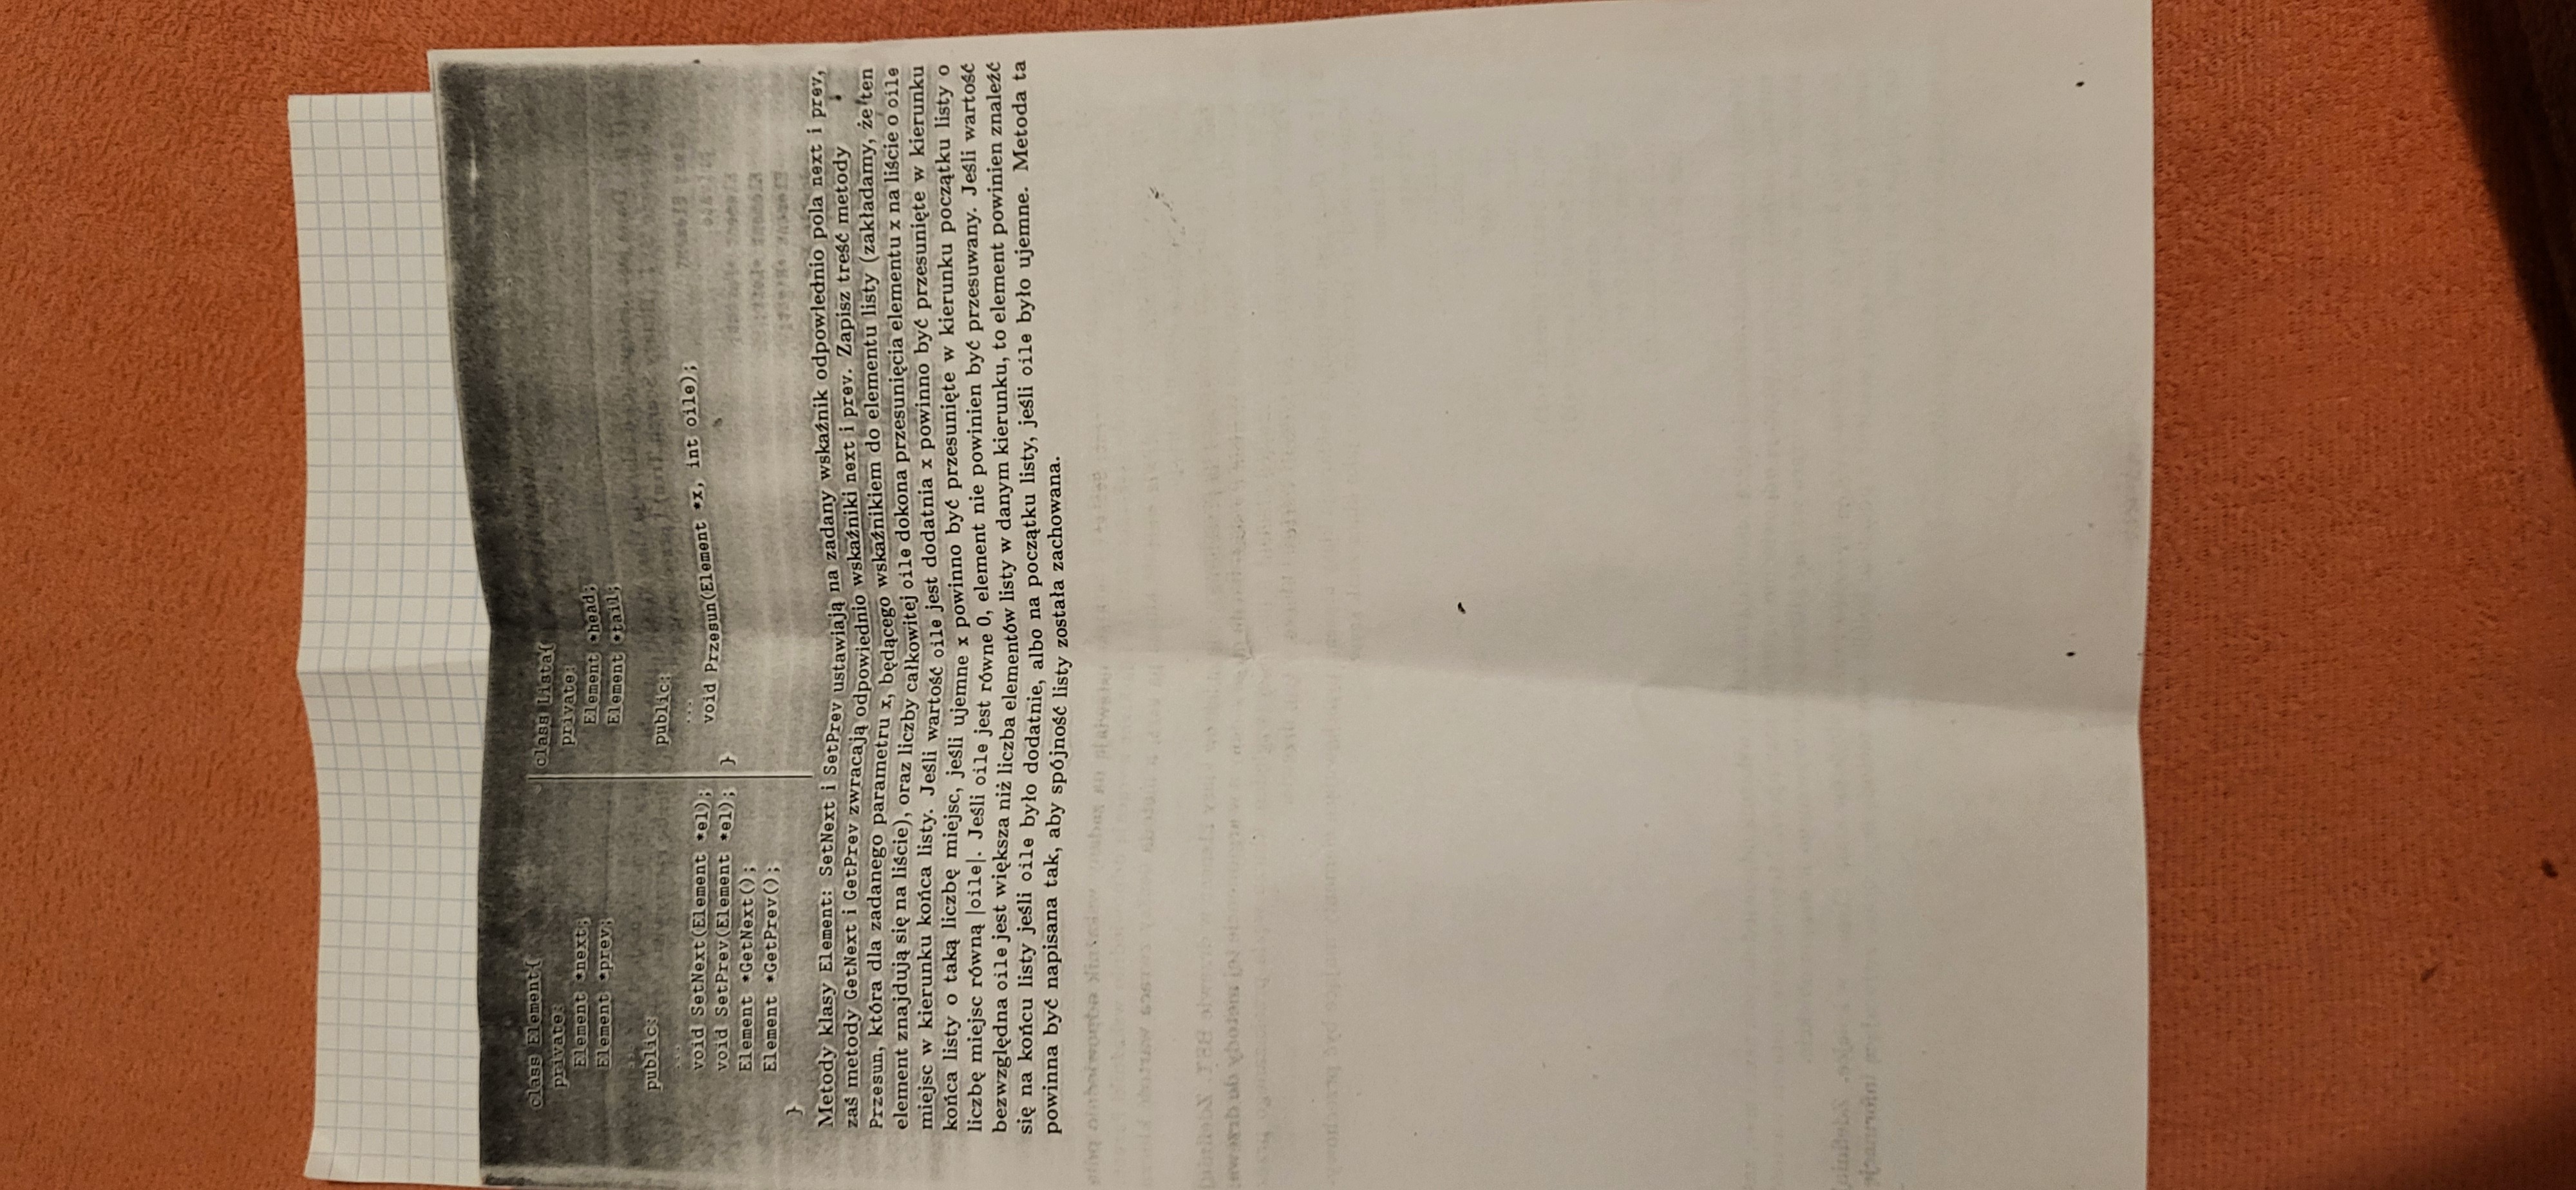 class Element{
private:
Element *next;
Element *prev;
...
public:
...
void SetNext(Element *el);
void SetPrev(Element *el);
Element *GetNext();
Element *GetPrev();
}
class Lista{
private:
Element *head;
Element *tail;
public:
...
void Przesun(Element *x, int oile);
}
Metody klasy Element: SetNext i SetPrev ustawiają na zadany wskaźnik odpowiednio pola next i prev,
zaś metody GetNext i GetPrev zwracają odpowiednio wskaźniki next i prev. Zapisz treść metody
Przesun, która dla zadanego parametru x, będącego wskaźnikiem do elementu listy (zakładamy, że ten
element znajdują się na liście), oraz liczby całkowitej oile dokona przesunięcia elementu x na liście o oile
miejsc w kierunku końca listy. Jeśli wartość oile jest dodatnia x powinno być przesunięte w kierunku
końca listy o taką liczbę miejsc, jeśli ujemne x powinno być przesunięte w kierunku początku listy o
liczbę miejsc równą |oile|. Jeśli oile jest równe 0, element nie powinien być przesuwany. Jeśli wartość
bezwzględna oile jest większa niż liczba elementów listy w danym kierunku, to element powinien znaleźć
się na końcu listy jeśli oile było dodatnie, albo na początku listy, jeśli oile było ujemne. Metoda ta
powinna być napisana tak, aby spójność listy została zachowana.